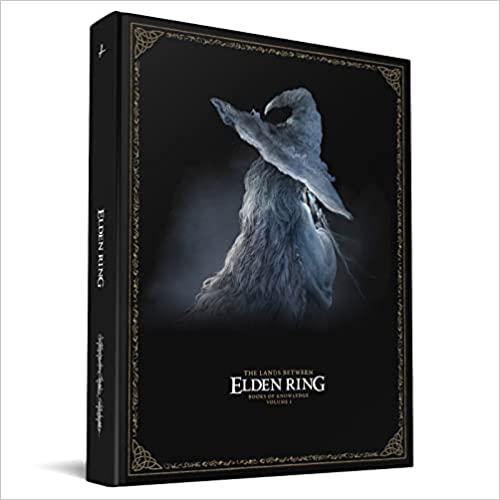 ELDEN RING
THE LANDS BETWEEN
ELDEN RING
BOOKS OF KNOWLEDGE
VOLUME I